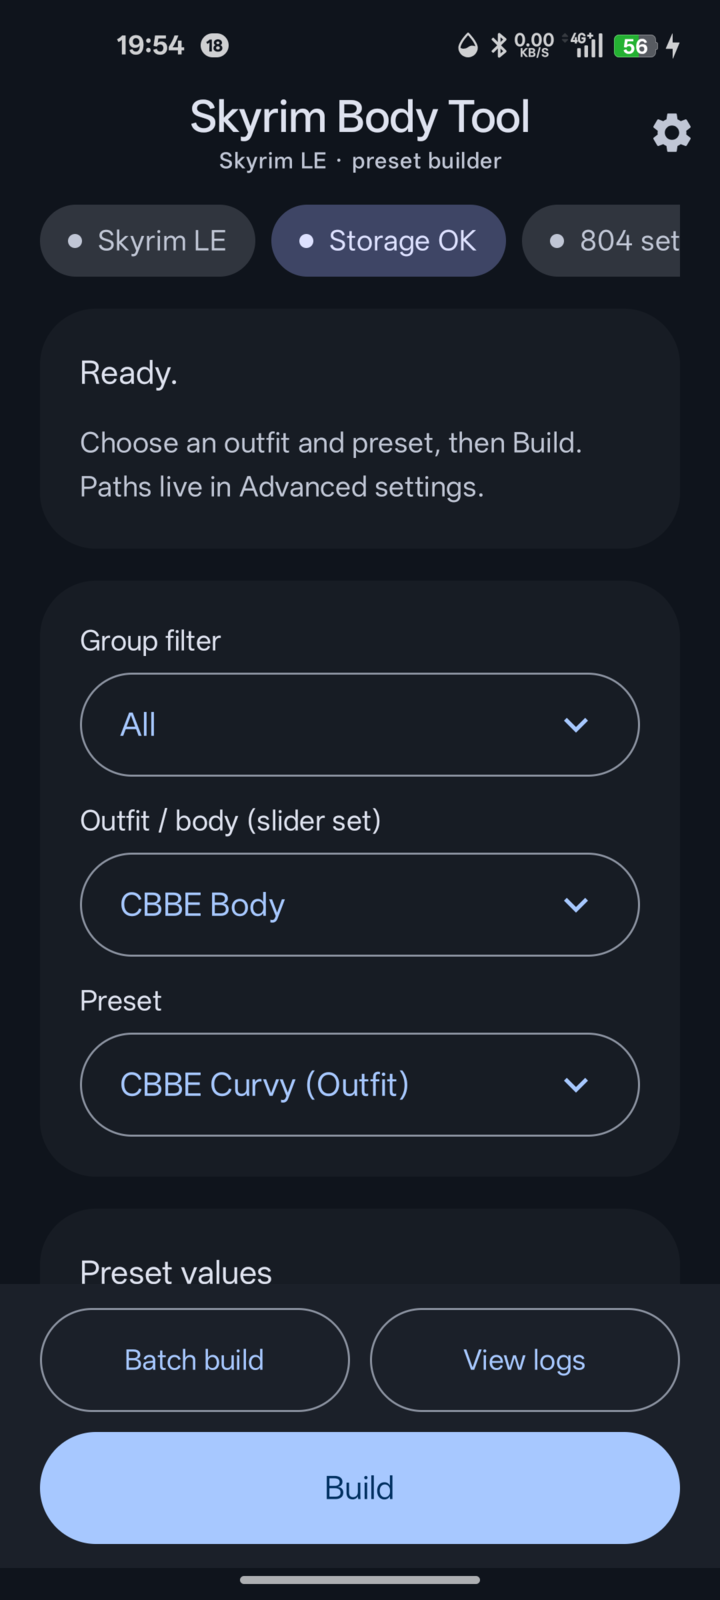 19:54 18 0.00 KB/S 4G+ 56
Skyrim Body Tool
Skyrim LE · preset builder
Skyrim LE
Storage OK
804 set
Ready.
Choose an outfit and preset, then Build.
Paths live in Advanced settings.
Group filter
All
Outfit / body (slider set)
CBBE Body
Preset
CBBE Curvy (Outfit)
Preset values
Batch build
View logs
Build